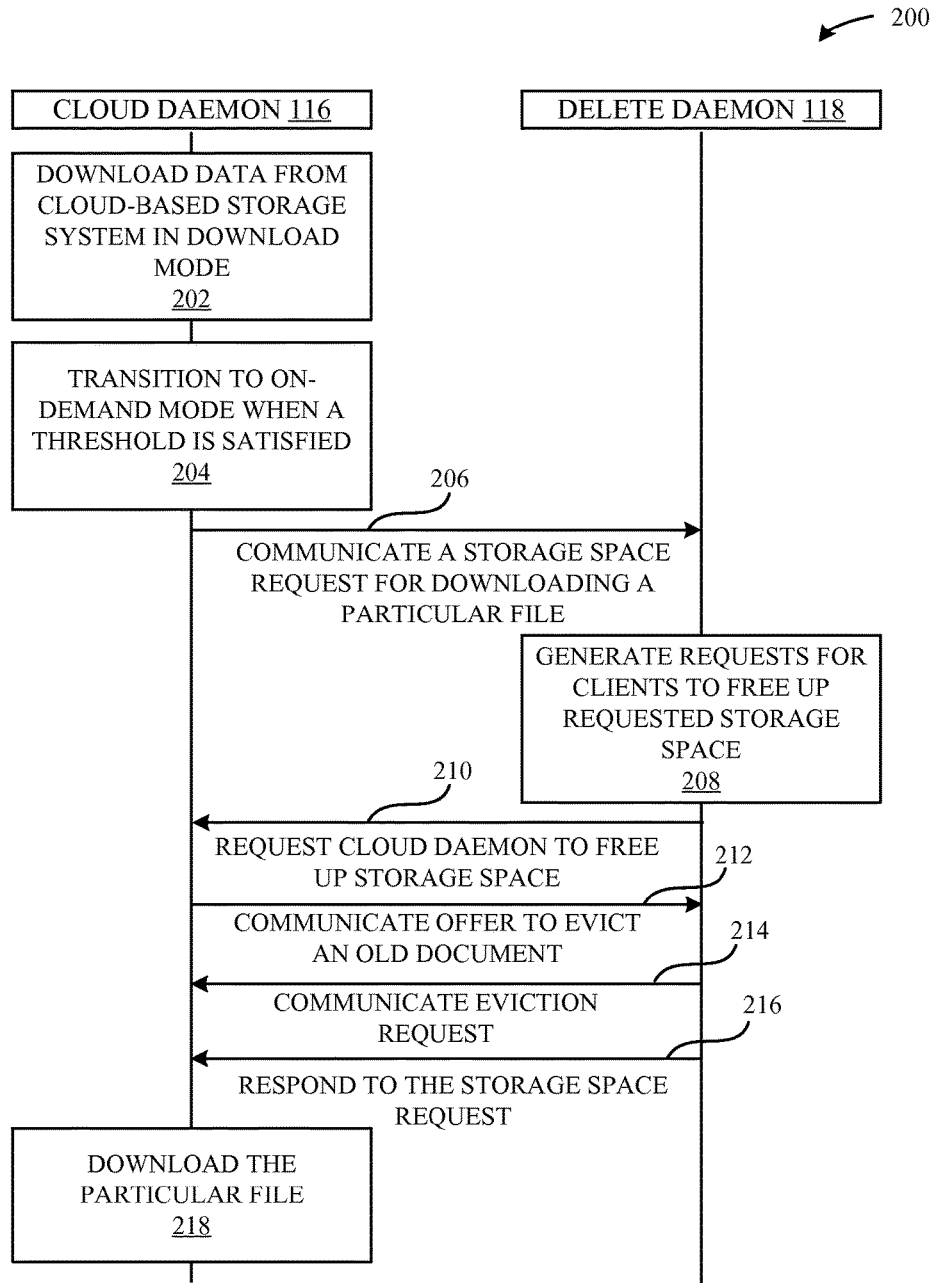 200
CLOUD DAEMON 116
DELETE DAEMON 118
DOWNLOAD DATA FROM
CLOUD-BASED STORAGE
SYSTEM IN DOWNLOAD
MODE
202
TRANSITION TO ON-
DEMAND MODE WHEN A
THRESHOLD IS SATISFIED
204
206
COMMUNICATE A STORAGE SPACE
REQUEST FOR DOWNLOADING A
PARTICULAR FILE
GENERATE REQUESTS FOR
CLIENTS TO FREE UP
REQUESTED STORAGE
SPACE
208
210
REQUEST CLOUD DAEMON TO FREE
UP STORAGE SPACE
212
COMMUNICATE OFFER TO EVICT
AN OLD DOCUMENT
214
COMMUNICATE EVICTION
REQUEST
216
RESPOND TO THE STORAGE SPACE
REQUEST
DOWNLOAD THE
PARTICULAR FILE
218